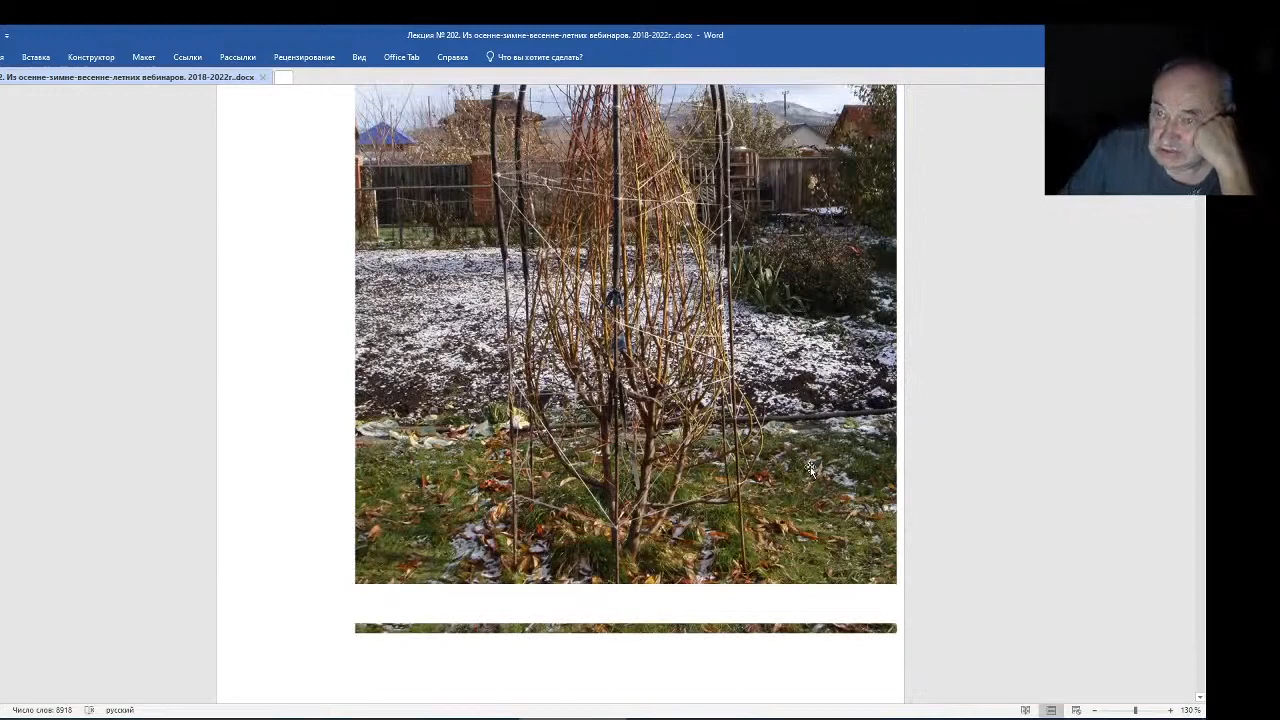 Лекция № 202. Из осенне-зимне-весенне-летних вебинаров. 2018-2022г..docx - Word
я Вставка Конструктор Макет Ссылки Рассылки Рецензирование Вид Office Tab Справка Что вы хотите сделать?
2. Из осенне-зимне-весенне-летних вебинаров. 2018-2022г..docx
Число слов: 8918 русский 130 %